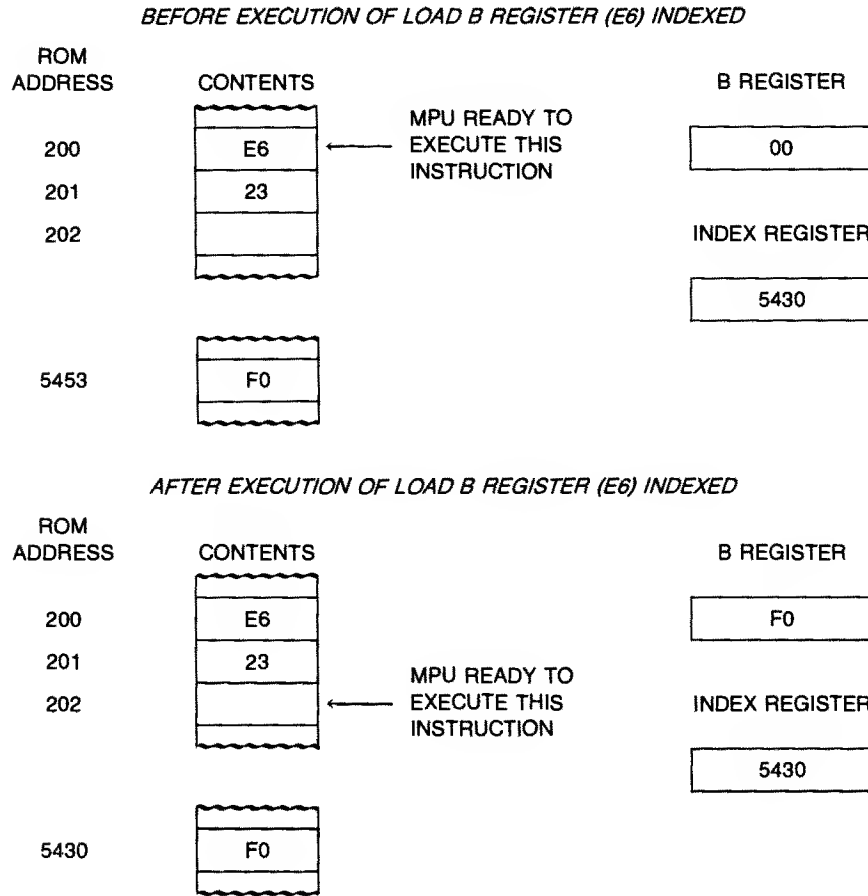 BEFORE EXECUTION OF LOAD B REGISTER (E6) INDEXED
ROM
ADDRESS
CONTENTS
B REGISTER
200
E6
MPU READY TO
EXECUTE THIS
INSTRUCTION
00
201
23
202
INDEX REGISTER
5430
5453
F0
AFTER EXECUTION OF LOAD B REGISTER (E6) INDEXED
ROM
ADDRESS
CONTENTS
B REGISTER
200
E6
F0
201
23
202
MPU READY TO
EXECUTE THIS
INSTRUCTION
INDEX REGISTER
5430
5430
F0